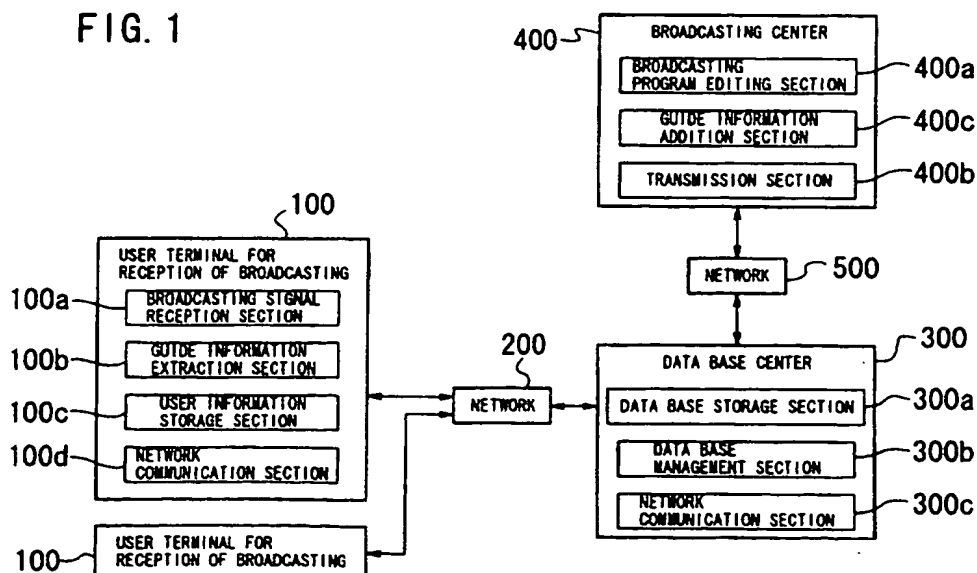 FIG. 1
400
BROADCASTING CENTER
BROADCASTING
PROGRAM EDITING SECTION
400a
GUIDE INFORMATION
ADDITION SECTION
400c
TRANSMISSION SECTION
400b
100
USER TERMINAL FOR
RECEPTION OF BROADCASTING
100a
BROADCASTING SIGNAL
RECEPTION SECTION
100b
GUIDE INFORMATION
EXTRACTION SECTION
100c
USER INFORMATION
STORAGE SECTION
100d
NETWORK
COMMUNICATION SECTION
200
NETWORK
NETWORK
500
DATA BASE CENTER
300
DATA BASE STORAGE SECTION
300a
DATA BASE
MANAGEMENT SECTION
300b
NETWORK
COMMUNICATION SECTION
300c
100
USER TERMINAL FOR
RECEPTION OF BROADCASTING